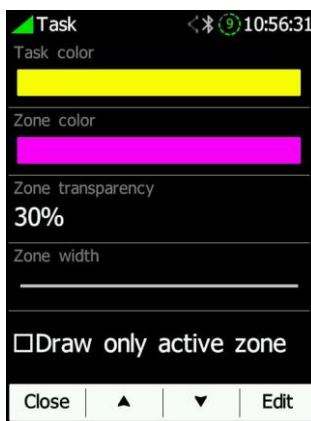 Task 9 10:56:31
Task color
Zone color
Zone transparency
30%
Zone width
Draw only active zone
Close Edit